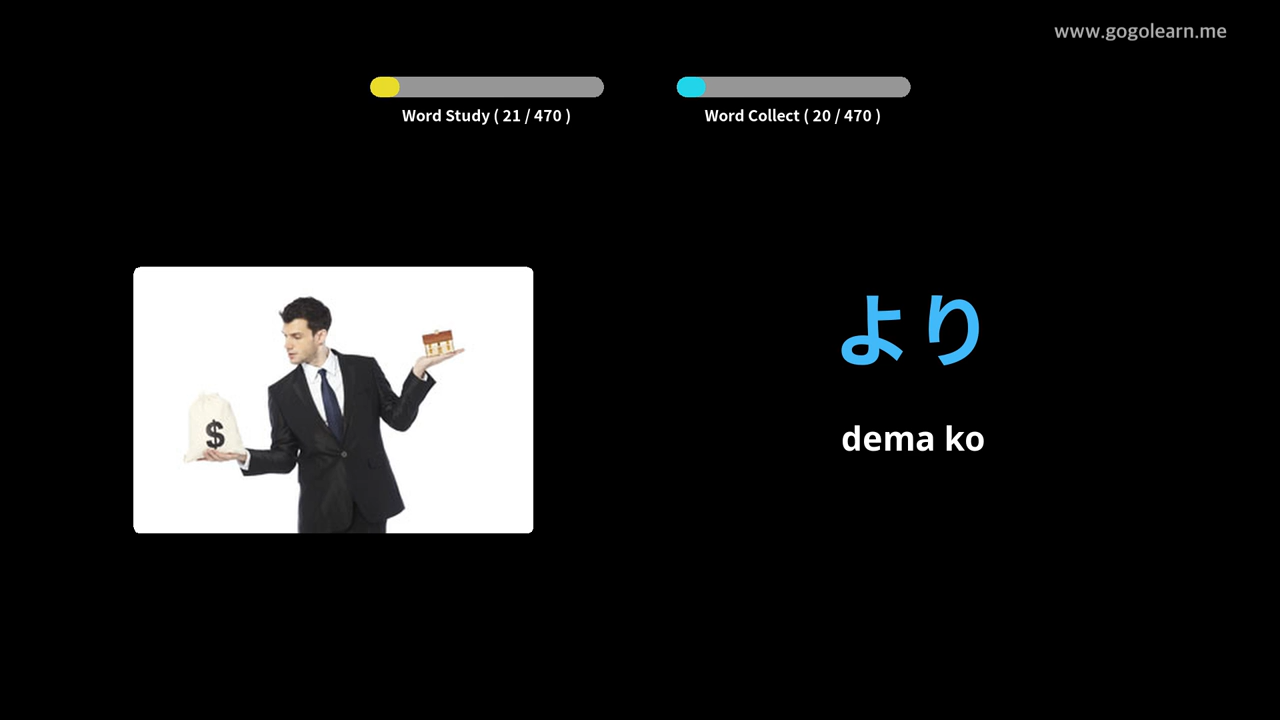 www.gogolearn.me
Word Study ( 21 / 470 )
Word Collect ( 20 / 470 )
$
より
dema ko